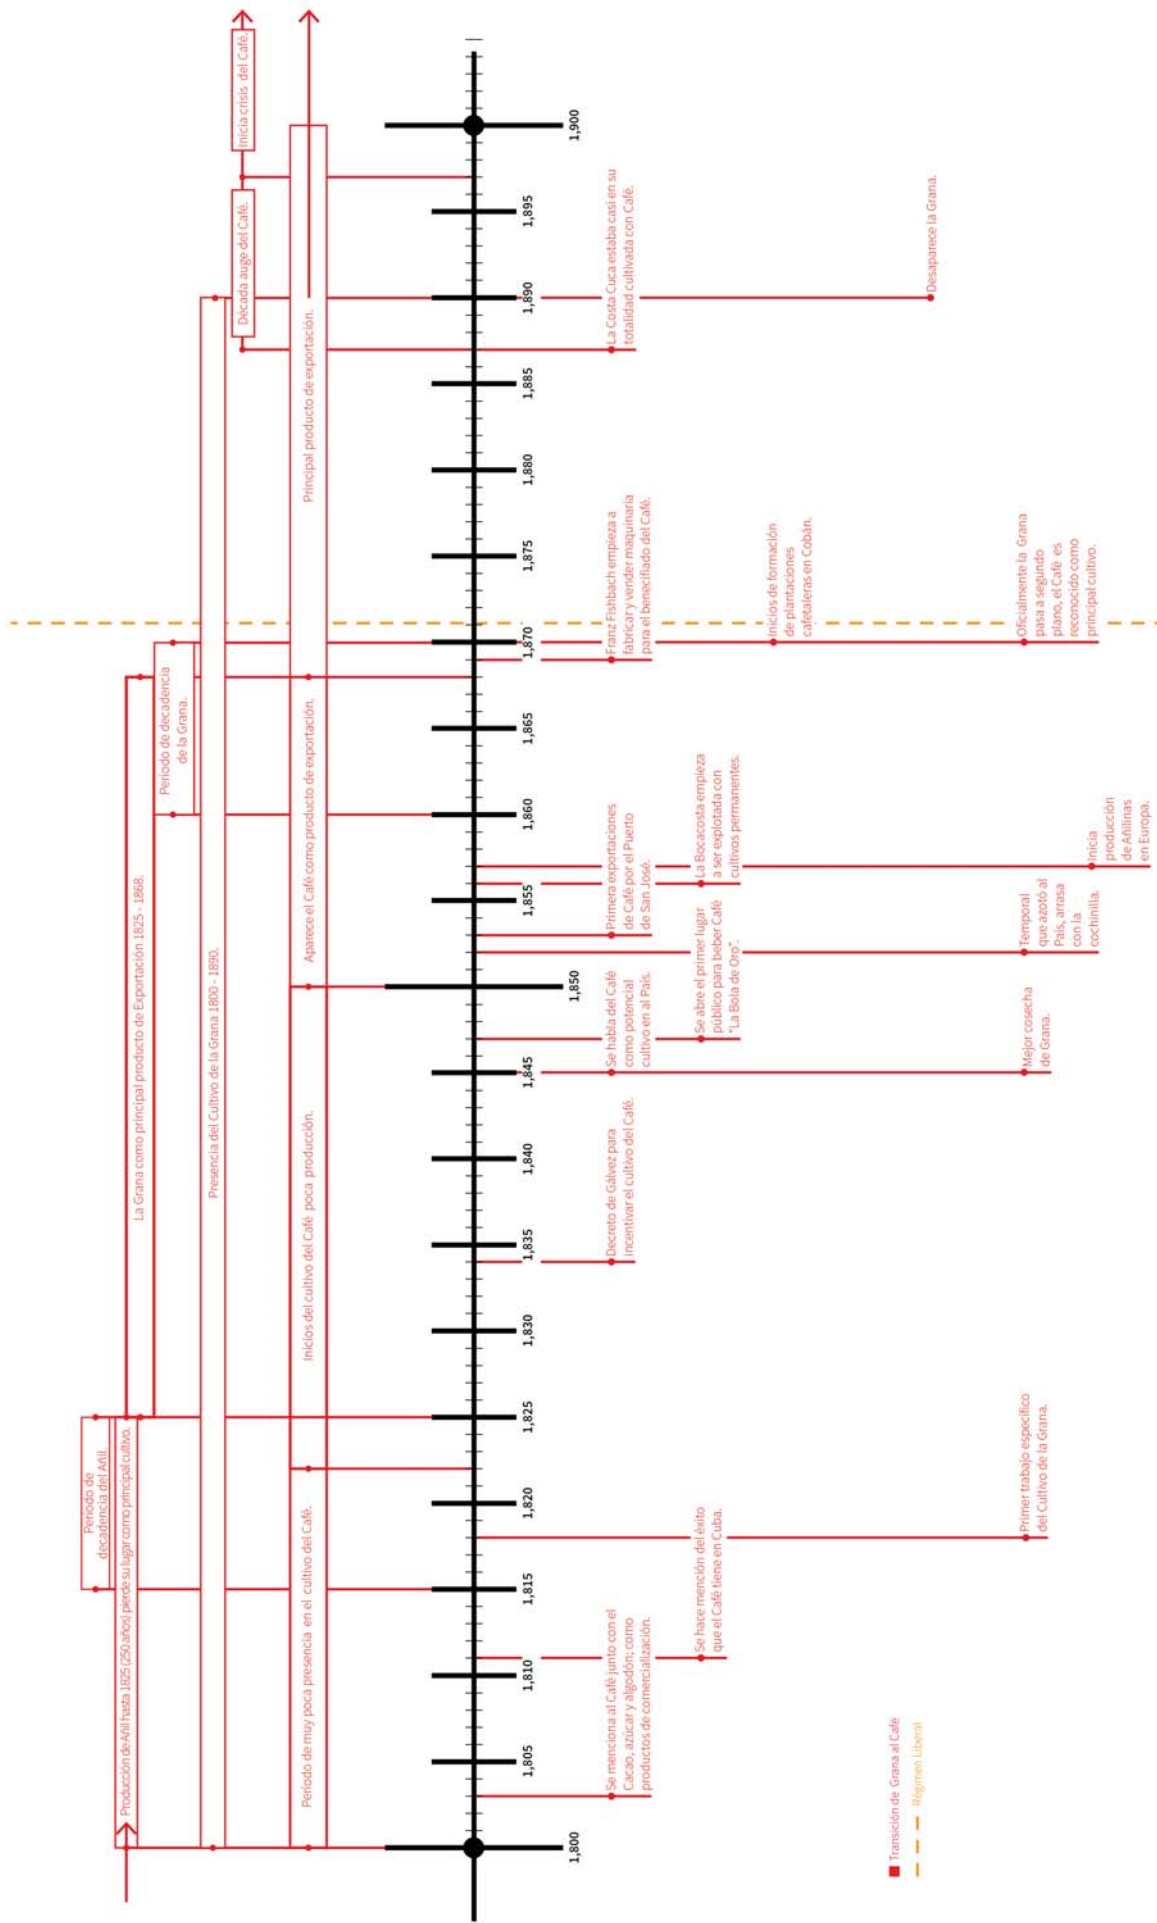 Periodo de
decadencia del Añil.
Producción de Añil hasta 1825 (250 años) pierde su lugar como principal cultivo.
La Grana como principal producto de Exportación 1825 - 1868.
Período de decadencia
de la Grana.
Presencia del Cultivo de la Grana 1800 - 1890.
Década auge del Café.
Inicia crisis del Café.
Período de muy poca presencia en el cultivo del Café.
Inicios del cultivo del Café poca producción.
Aparece el Café como producto de exportación.
Principal producto de exportación.
1,800
1,805
1,810
1,815
1,820
1,825
1,830
1,835
1,840
1,845
1,850
1,855
1,860
1,865
1,870
1,875
1,880
1,885
1,890
1,895
1,900
Se menciona al Café junto con el
Cacao, azúcar y algodón; como
productos de comercialización.
Se hace mención del éxito
que el Café tiene en Cuba.
Primer trabajo específico
del Cultivo de la Grana.
Decreto de Gálvez para
incentivar el cultivo del Café.
Se habla del Café
como potencial
cultivo en al País.
Mejor cosecha
de Grana.
Se abre el primer lugar
público para beber Café
"La Bola de Oro".
Temporal
que azotó al
País, arrasa
con la
cochinilla.
Primera exportaciones
de Café por el Puerto
de San José.
La Bocacosta empieza
a ser explotada con
cultivos permanentes.
Inicia
producción
de Añilinas
en Europa.
Franz Fishbach empieza a
fabricar y vender maquinaria
para el benecifiado del Café.
Inicios de formación
de plantaciones
cafetaleras en Cobán.
Oficialmente la Grana
pasa a segundo
plano, el Café es
reconocido como
principal cultivo.
La Costa Cuca estaba casi en su
totalidad cultivada con Café.
Desaparece la Grana.
Transición de Grana al Café
Régimen Liberal